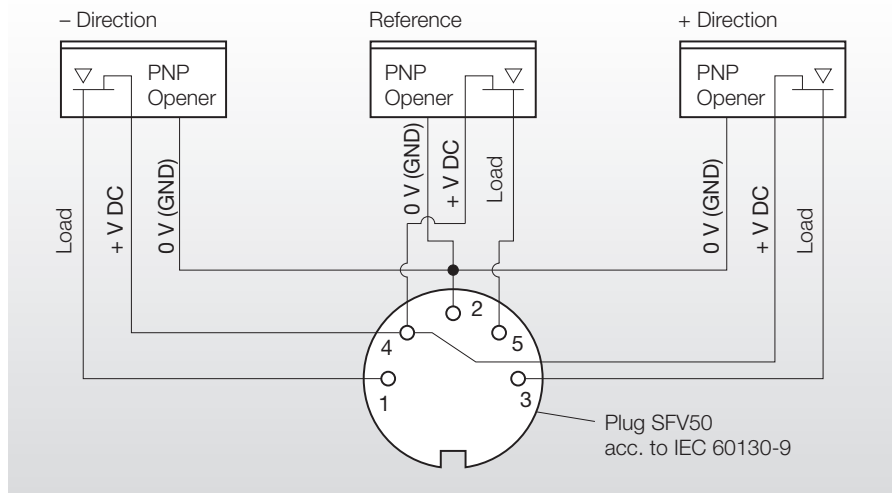 – Direction
Reference
+ Direction
PNP
Opener
PNP
Opener
PNP
Opener
Load
+ V DC
0 V (GND)
0 V (GND)
+ V DC
Load
0 V (GND)
+ V DC
Load
2
4
5
1
3
Plug SFV50
acc. to IEC 60130-9